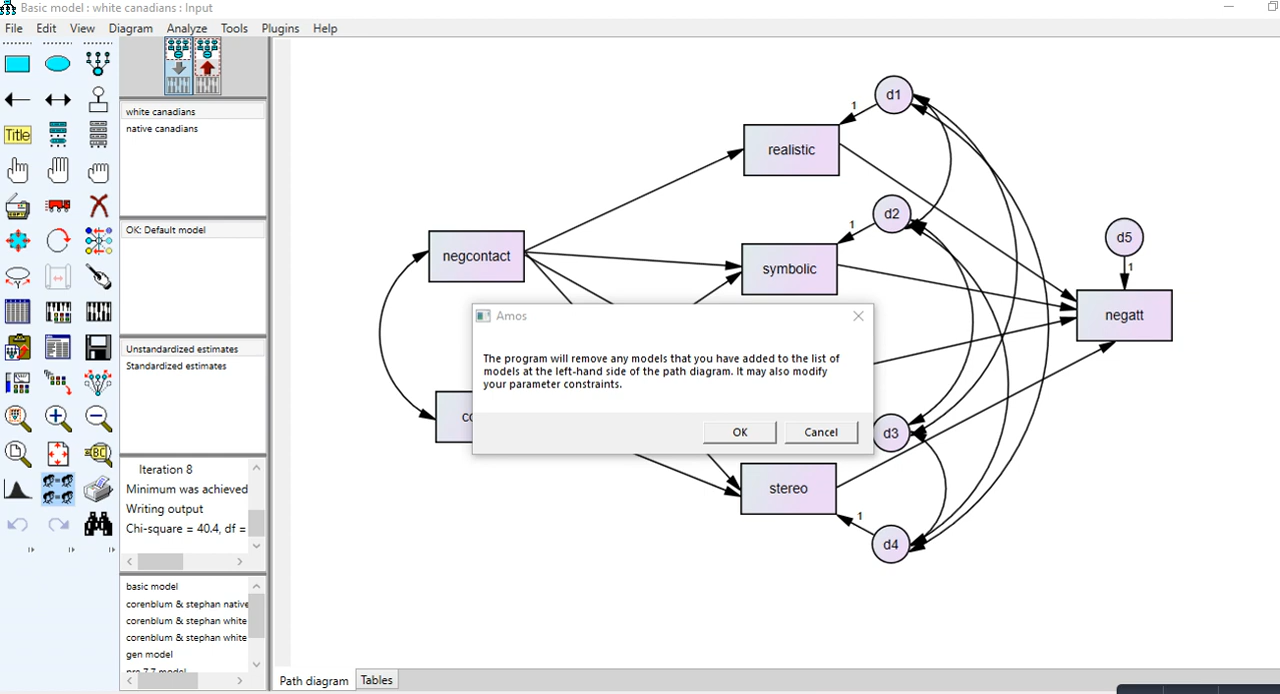 Basic model : white canadians : Input
File Edit View Diagram Analyze Tools Plugins Help
Title
white canadians
native canadians
OK: Default model
Unstandardized estimates
Standardized estimates
Iteration 8
Minimum was achieved
Writing output
Chi-square = 40.4, df =
basic model
corenblum & stephan native
corenblum & stephan white
corenblum & stephan white
gen model
d1
1
realistic
d2
1
negcontact
symbolic
d5
1
negatt
Amos
The program will remove any models that you have added to the list of
models at the left-hand side of the path diagram. It may also modify
your parameter constraints.
OK Cancel
d3
stereo
1
d4
Path diagram Tables